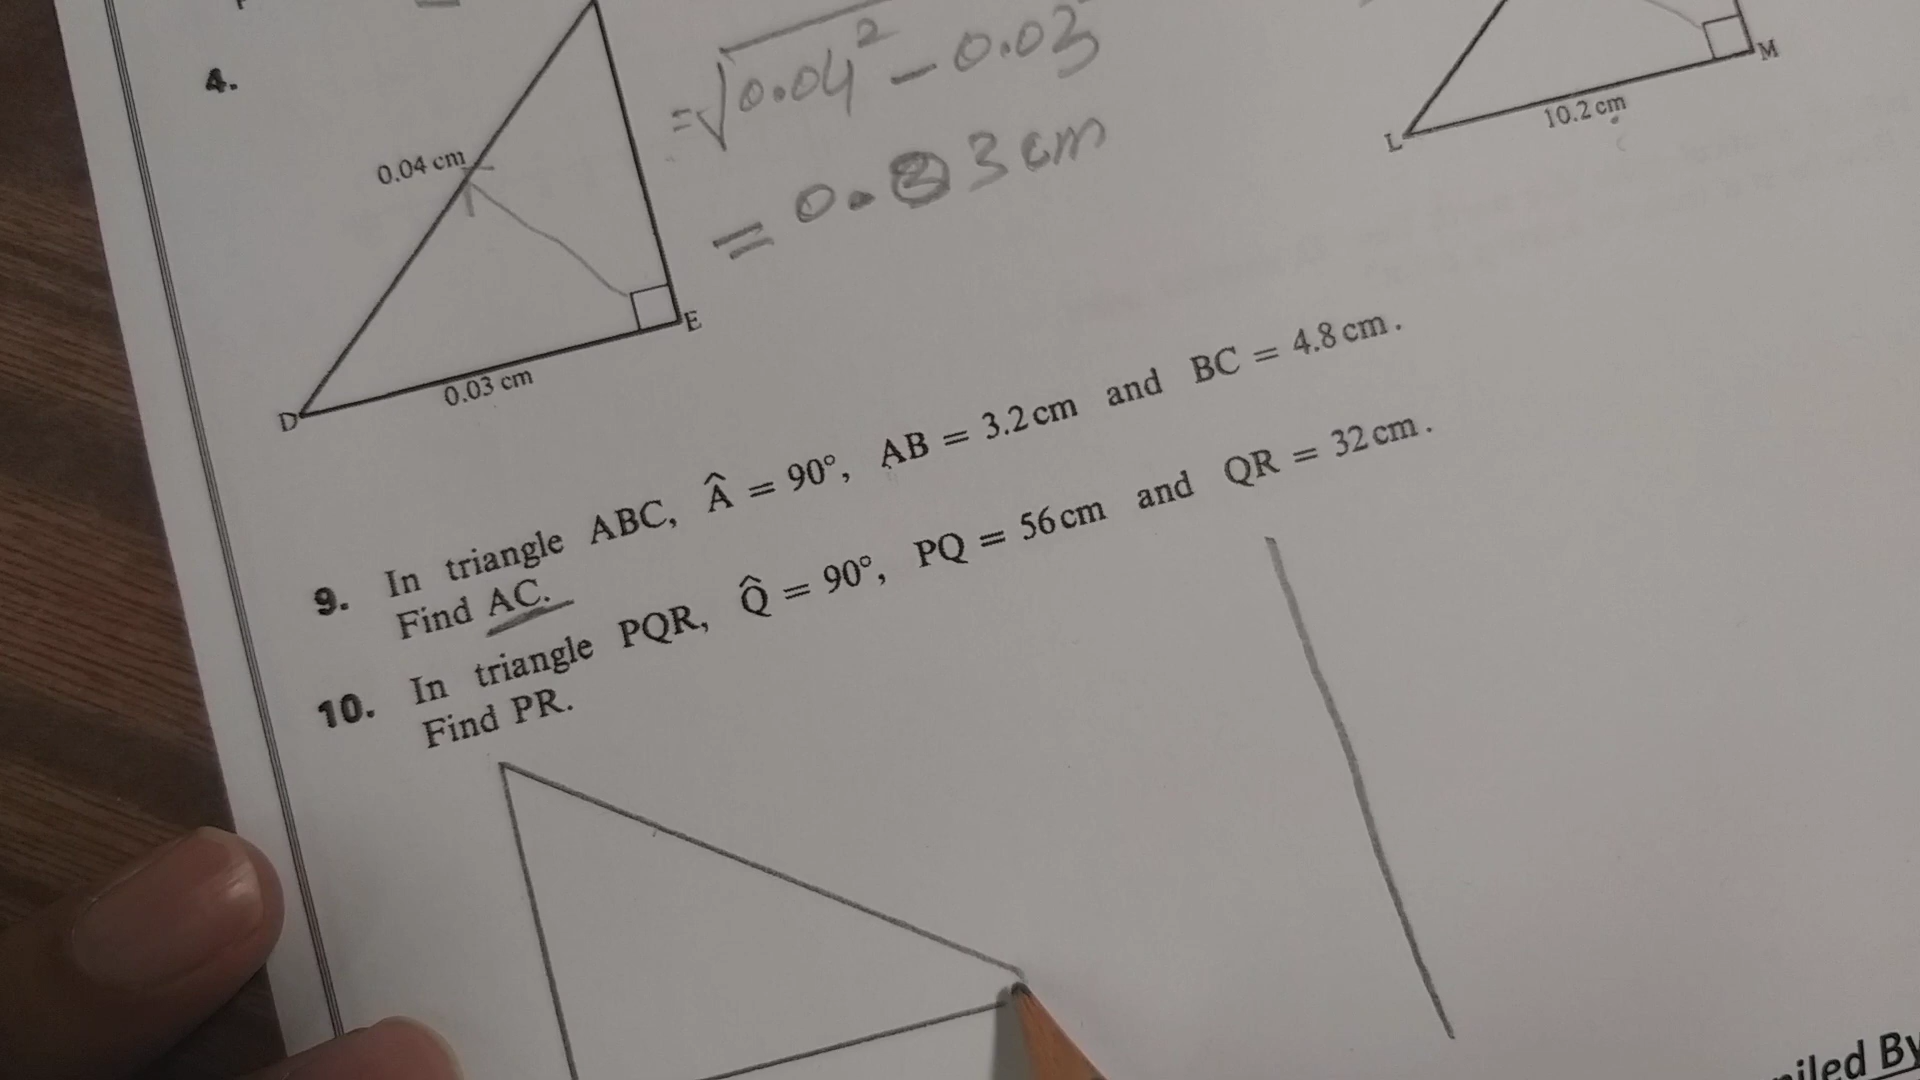 4.
= √0.04² – 0.03
0.04 cm
= 0. 3 cm
E
0.03 cm
D
M
10.2 cm
L
9. In triangle ABC, Â = 90°, AB = 3.2 cm and BC = 4.8 cm.
Find AC.
10. In triangle PQR, Q̂ = 90°, PQ = 56 cm and QR = 32 cm.
Find PR.
By